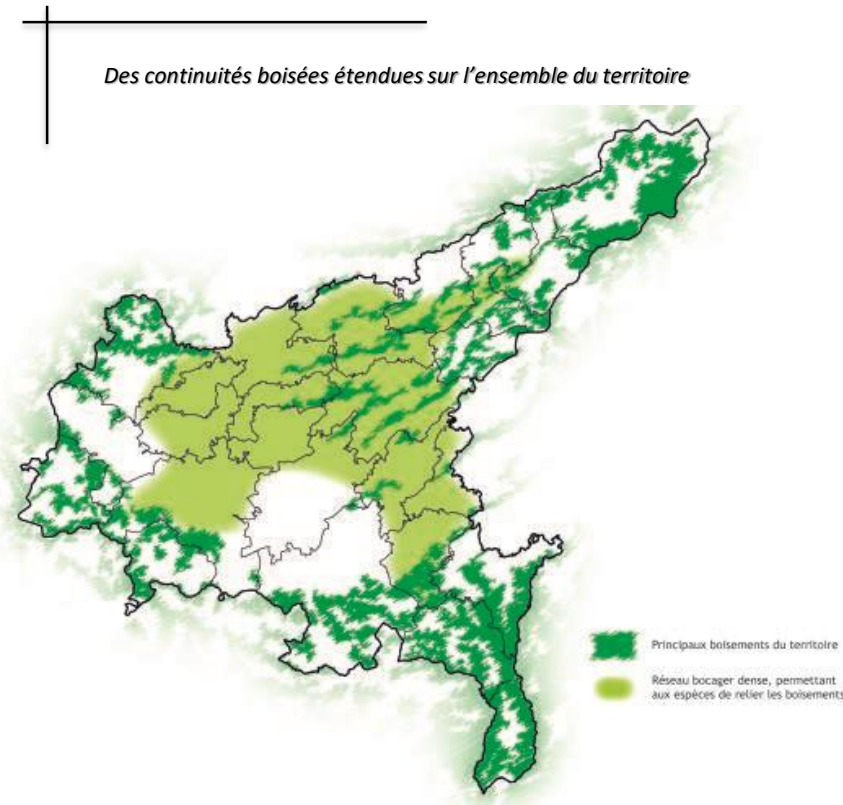 Des continuités boisées étendues sur l'ensemble du territoire
Principaux boisements du territoire
Réseau bocager dense, permettant
aux espèces de relier les boisements